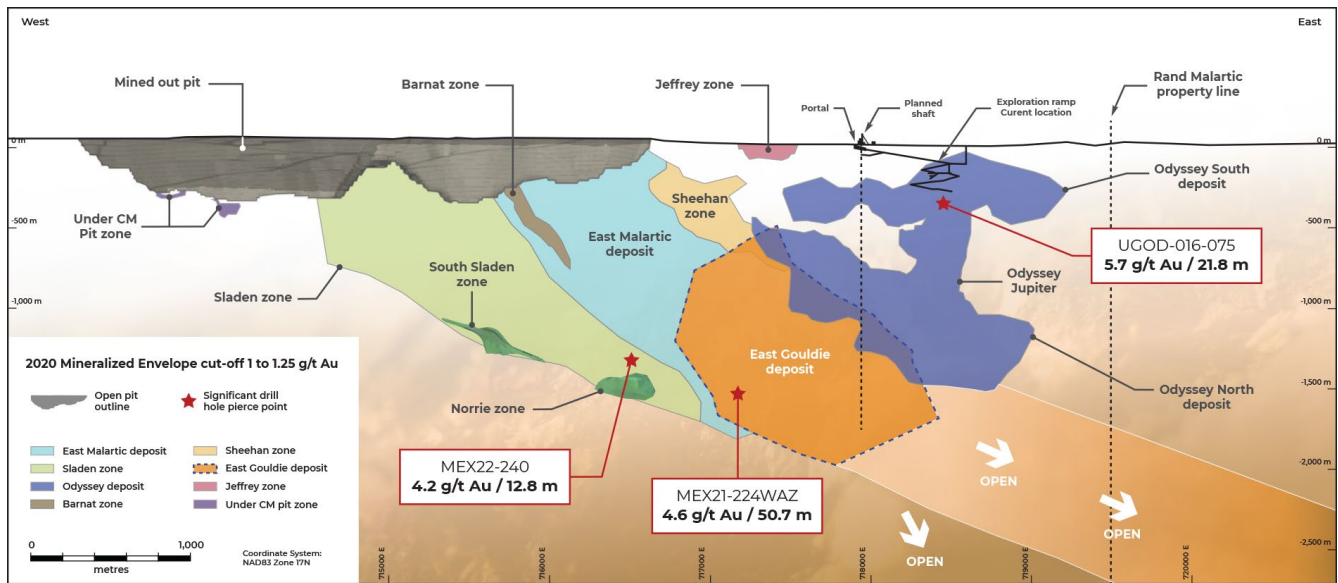 West
East
Mined out pit
Barnat zone
Jeffrey zone
Portal
Planned
shaft
Exploration ramp
Curent location
Rand Malartic
property line
0 m
0 m
Under CM
Pit zone
Sheehan
zone
Odyssey South
deposit
-500 m
-500 m
East Malartic
deposit
UGOD-016-075
5.7 g/t Au / 21.8 m
South Sladen
zone
Sladen zone
Odyssey
Jupiter
-1,000 m
-1,000 m
2020 Mineralized Envelope cut-off 1 to 1.25 g/t Au
East Gouldie
deposit
Open pit
outline
Significant drill
hole pierce point
Norrie zone
Odyssey North
deposit
-1,500 m
East Malartic deposit
Sheehan zone
Sladen zone
East Gouldie deposit
Odyssey deposit
Jeffrey zone
Barnat zone
Under CM pit zone
MEX22-240
4.2 g/t Au / 12.8 m
MEX21-224WAZ
4.6 g/t Au / 50.7 m
OPEN
-2,000 m
OPEN
OPEN
0
1,000
metres
Coordinate System:
NAD83 Zone 17N
-2,500 m
715000 E
716000 E
717000 E
718000 E
719000 E
720000 E